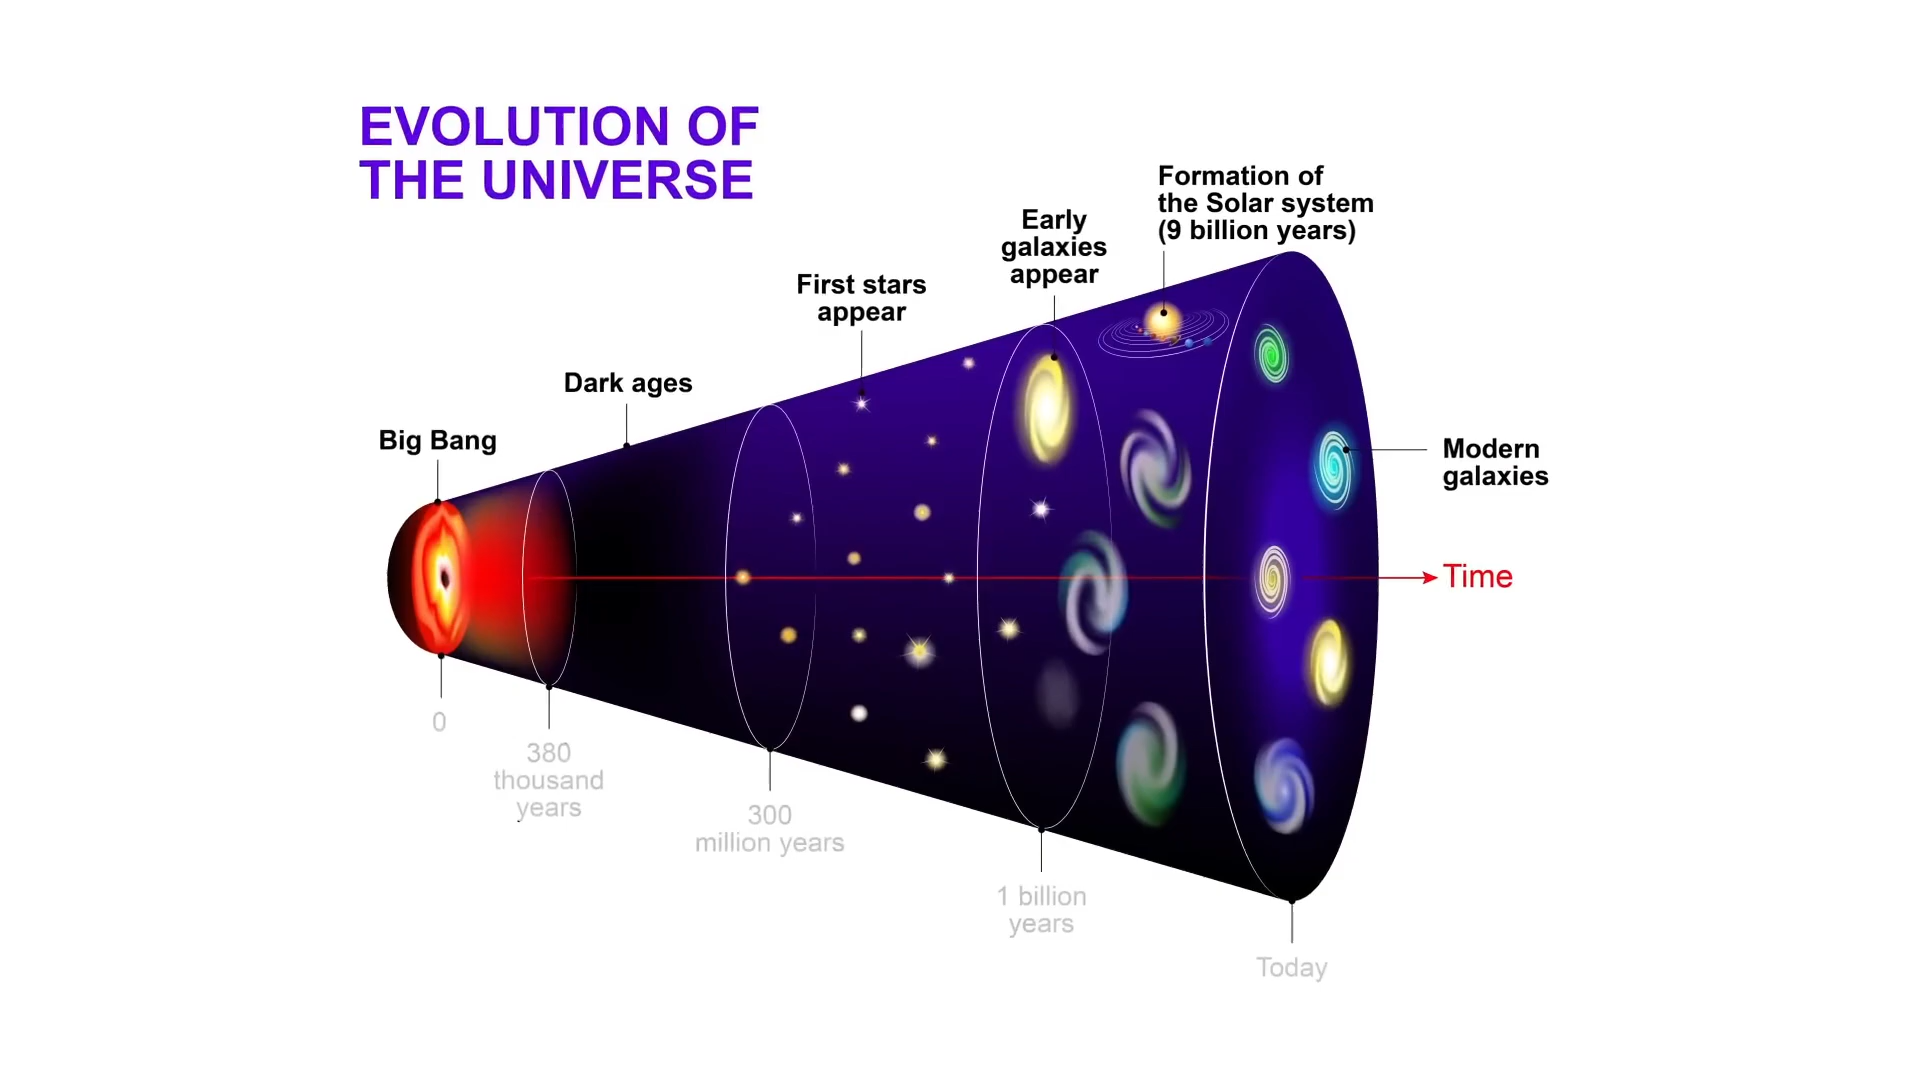 EVOLUTION OF
THE UNIVERSE
Formation of
the Solar system
(9 billion years)
Early
galaxies
appear
First stars
appear
Dark ages
Big Bang
Modern
galaxies
Time
0
380
thousand
years
300
million years
1 billion
years
Today